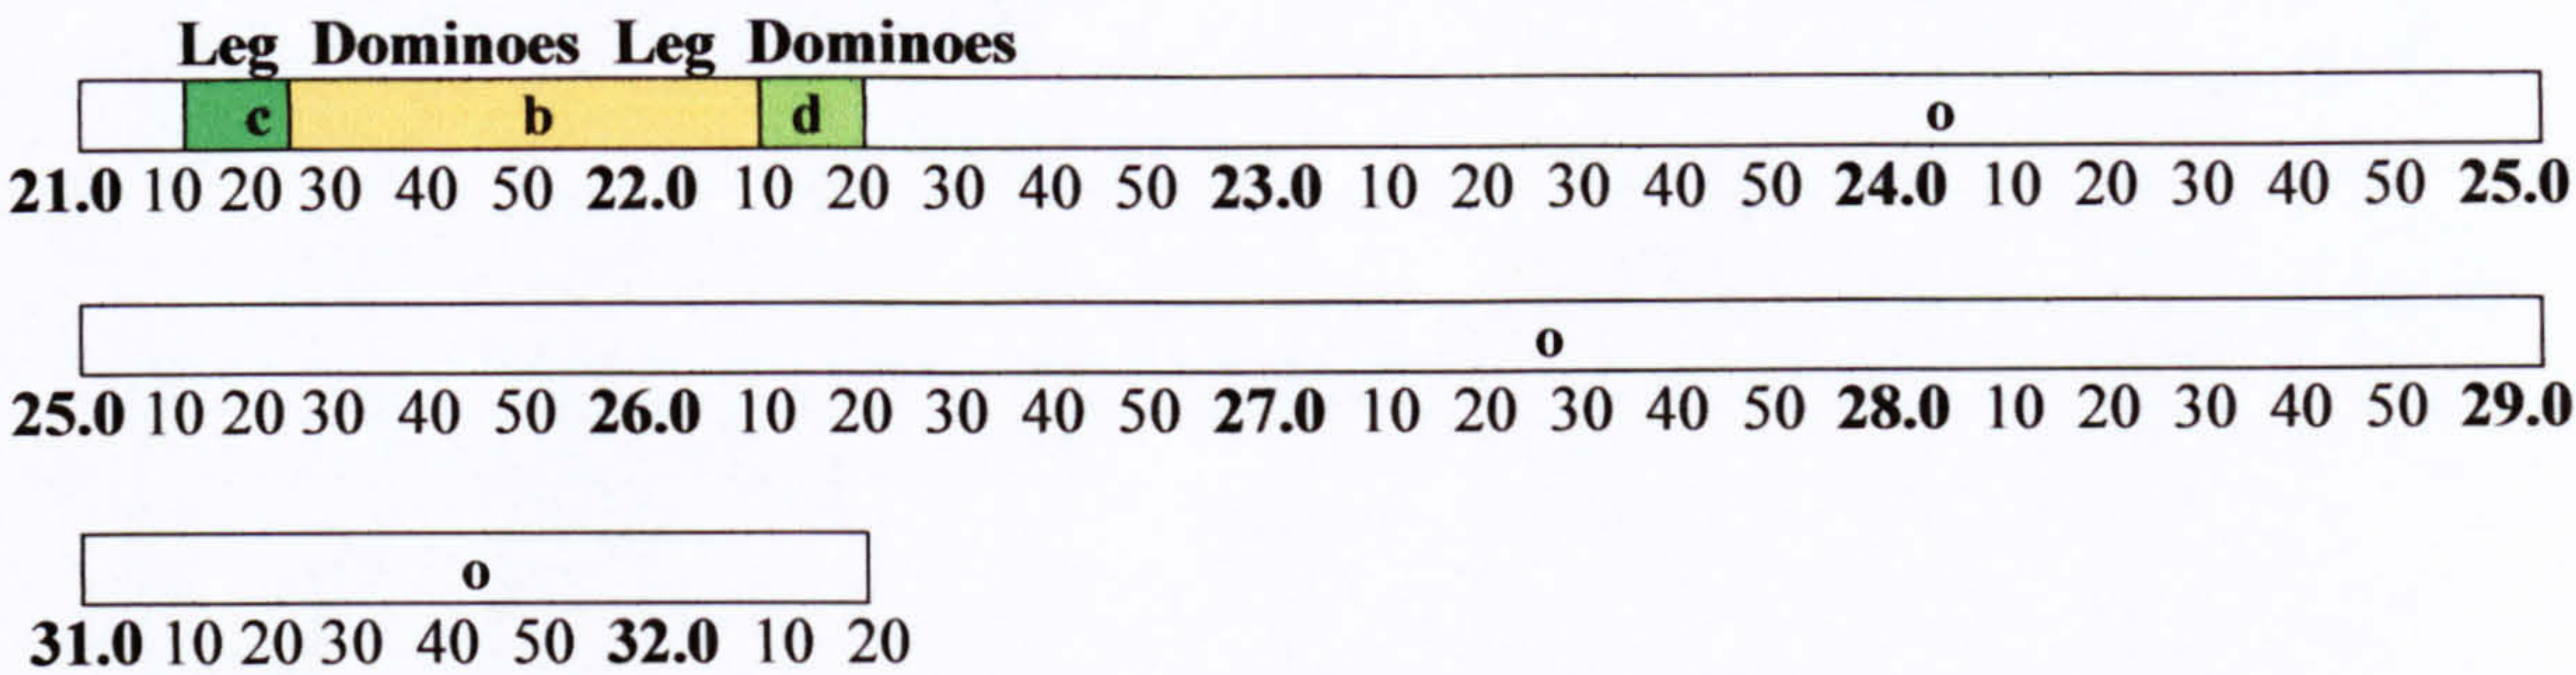 Leg Dominoes Leg Dominoes
c b d o
21.0 10 20 30 40 50 22.0 10 20 30 40 50 23.0 10 20 30 40 50 24.0 10 20 30 40 50 25.0
o
25.0 10 20 30 40 50 26.0 10 20 30 40 50 27.0 10 20 30 40 50 28.0 10 20 30 40 50 29.0
o
31.0 10 20 30 40 50 32.0 10 20